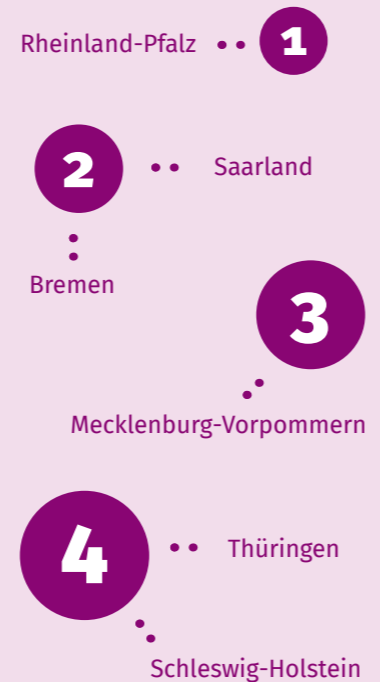 Rheinland-Pfalz 1
2 Saarland
Bremen
3
Mecklenburg-Vorpommern
4 Thüringen
Schleswig-Holstein